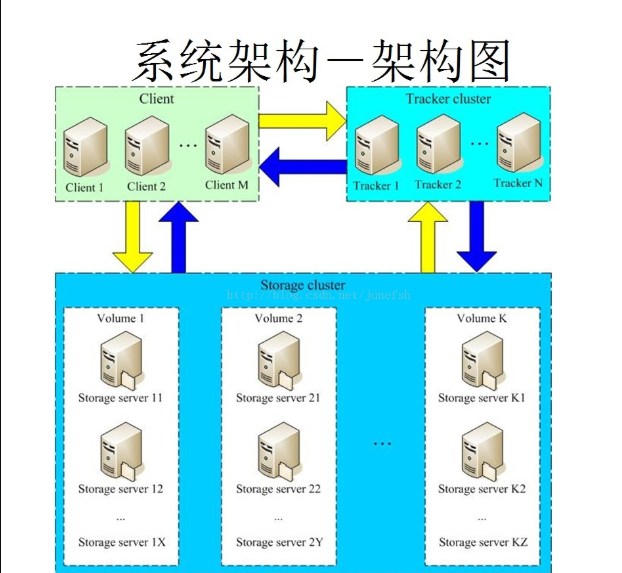 系统架构－架构图
Client
Tracker cluster
Client 1
Client 2
...
Client M
Tracker 1
Tracker 2
...
Tracker N
Storage cluster
http://blog.csdn.net/junefsh
Volume 1
Volume 2
Volume K
Storage server 11
Storage server 21
Storage server K1
...
Storage server 12
Storage server 22
Storage server K2
...
...
...
Storage server 1X
Storage server 2Y
Storage server KZ